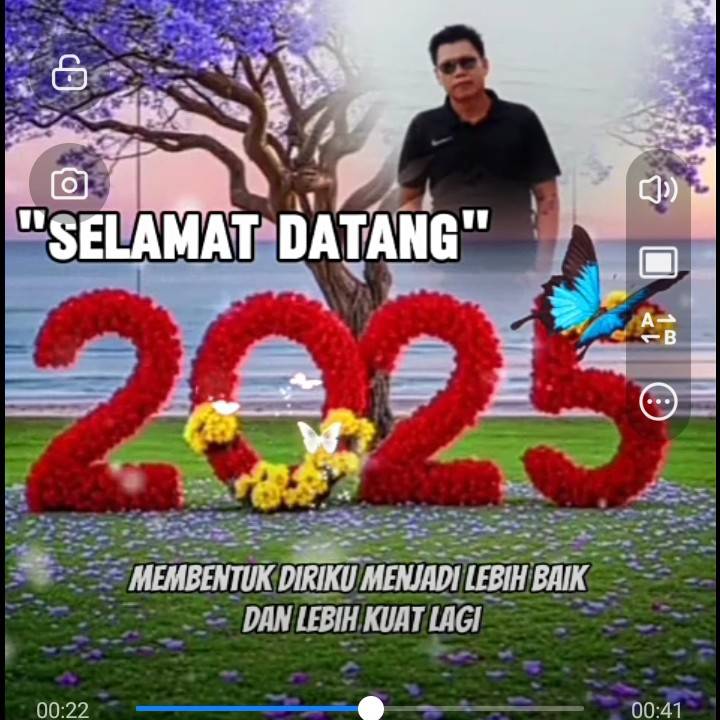 "SELAMAT DATANG"
2025
MEMBENTUK DIRIKU MENJADI LEBIH BAIK
DAN LEBIH KUAT LAGI
A
B
00:22
00:41